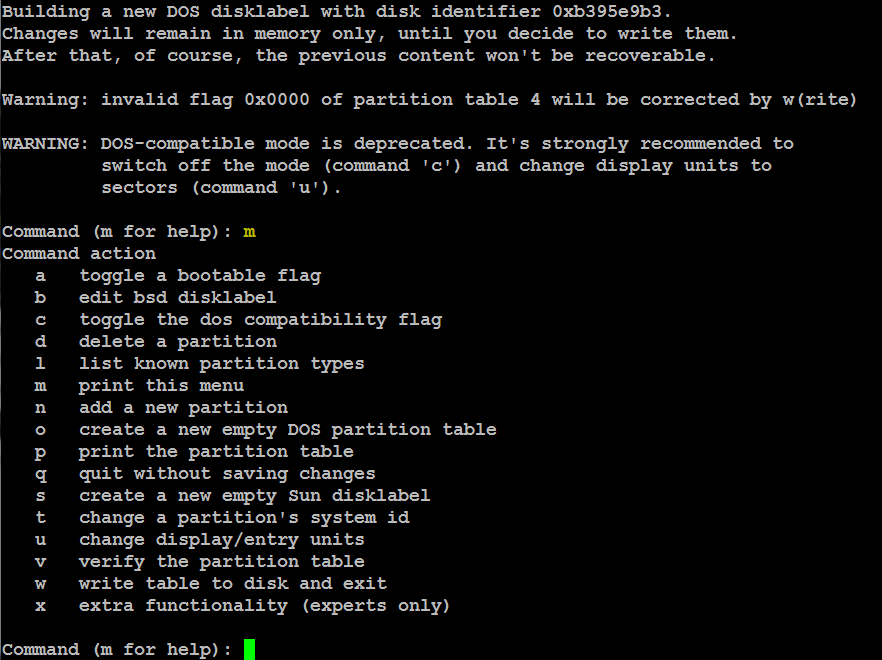 Building a new DOS disklabel with disk identifier 0xb395e9b3.
Changes will remain in memory only, until you decide to write them.
After that, of course, the previous content won't be recoverable.

Warning: invalid flag 0x0000 of partition table 4 will be corrected by w(rite)

WARNING: DOS-compatible mode is deprecated. It's strongly recommended to
         switch off the mode (command 'c') and change display units to
         sectors (command 'u').

Command (m for help): m
Command action
   a   toggle a bootable flag
   b   edit bsd disklabel
   c   toggle the dos compatibility flag
   d   delete a partition
   l   list known partition types
   m   print this menu
   n   add a new partition
   o   create a new empty DOS partition table
   p   print the partition table
   q   quit without saving changes
   s   create a new empty Sun disklabel
   t   change a partition's system id
   u   change display/entry units
   v   verify the partition table
   w   write table to disk and exit
   x   extra functionality (experts only)

Command (m for help):